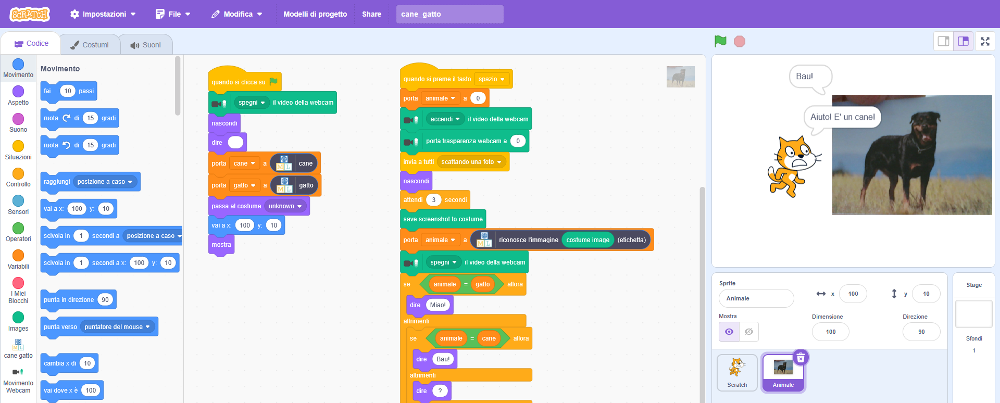 SCRATCH
Impostazioni
File
Modifica
Modelli di progetto
Share
cane_gatto
Codice
Costumi
Suoni
Movimento
Aspetto
Suono
Situazioni
Controllo
Sensori
Operatori
Variabili
I Miei
Blocchi
Images
cane gatto
Movimento
Webcam
Movimento
fai 10 passi
ruota di 15 gradi
ruota di 15 gradi
raggiungi posizione a caso
vai a x: 100 y: 10
scivola in 1 secondi a posizione a caso
scivola in 1 secondi a x: 100 y: 10
punta in direzione 90
punta verso puntatore del mouse
cambia x di 10
vai dove x è 100
quando si clicca su
spegni il video della webcam
nascondi
dire
porta cane a ML cane
porta gatto a ML gatto
passa al costume unknown
vai a x: 100 y: 10
mostra
quando si preme il tasto spazio
porta animale a 0
accendi il video della webcam
porta trasparenza webcam a 0
invia a tutti scattando una foto
nascondi
attendi 3 secondi
save screenshot to costume
porta animale a ML riconosce l'immagine costume image (etichetta)
spegni il video della webcam
se animale = gatto allora
dire Miao!
altrimenti
se animale = cane allora
dire Bau!
altrimenti
dire ?
Bau!
Aiuto! E' un cane!
Sprite
Animale
x 100
y 10
Mostra
Dimensione
100
Direzione
90
Scratch
Animale
Stage
Sfondi
1